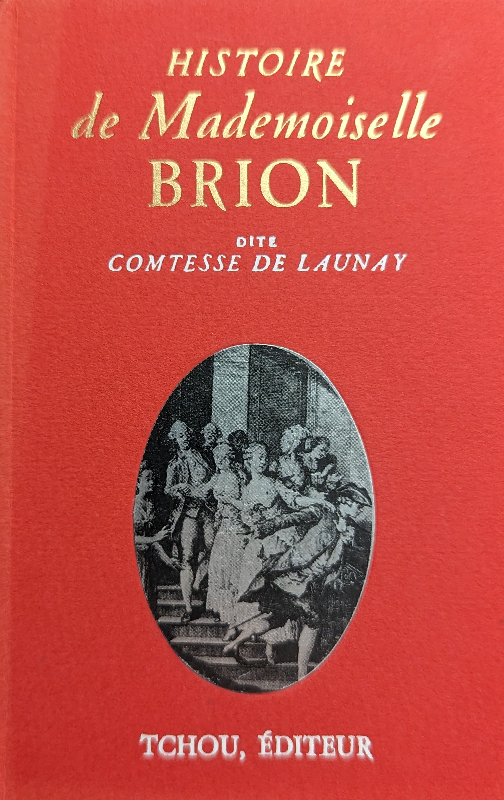 HISTOIRE
de Mademoiselle
BRION
DITE
COMTESSE DE LAUNAY
TCHOU, ÉDITEUR